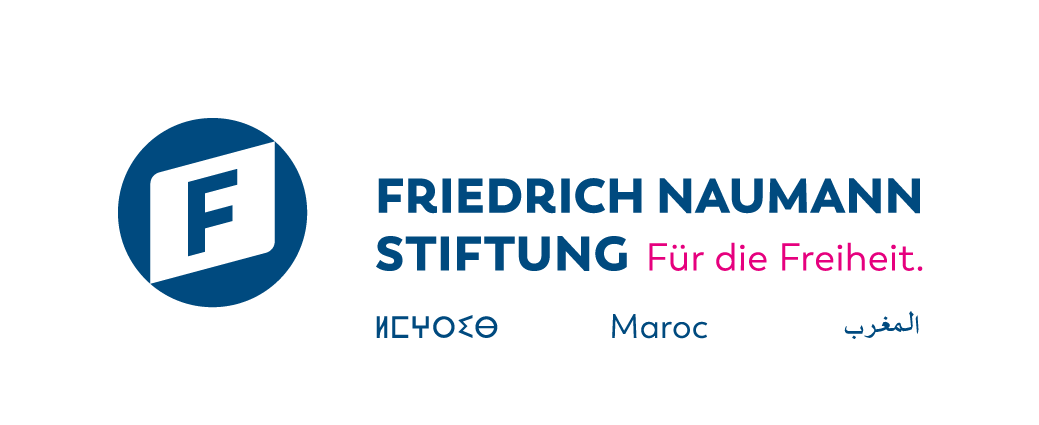 F
FRIEDRICH NAUMANN
STIFTUNG Für die Freiheit.
ⵍⵎⵖⵔⵉⴱ Maroc المغرب